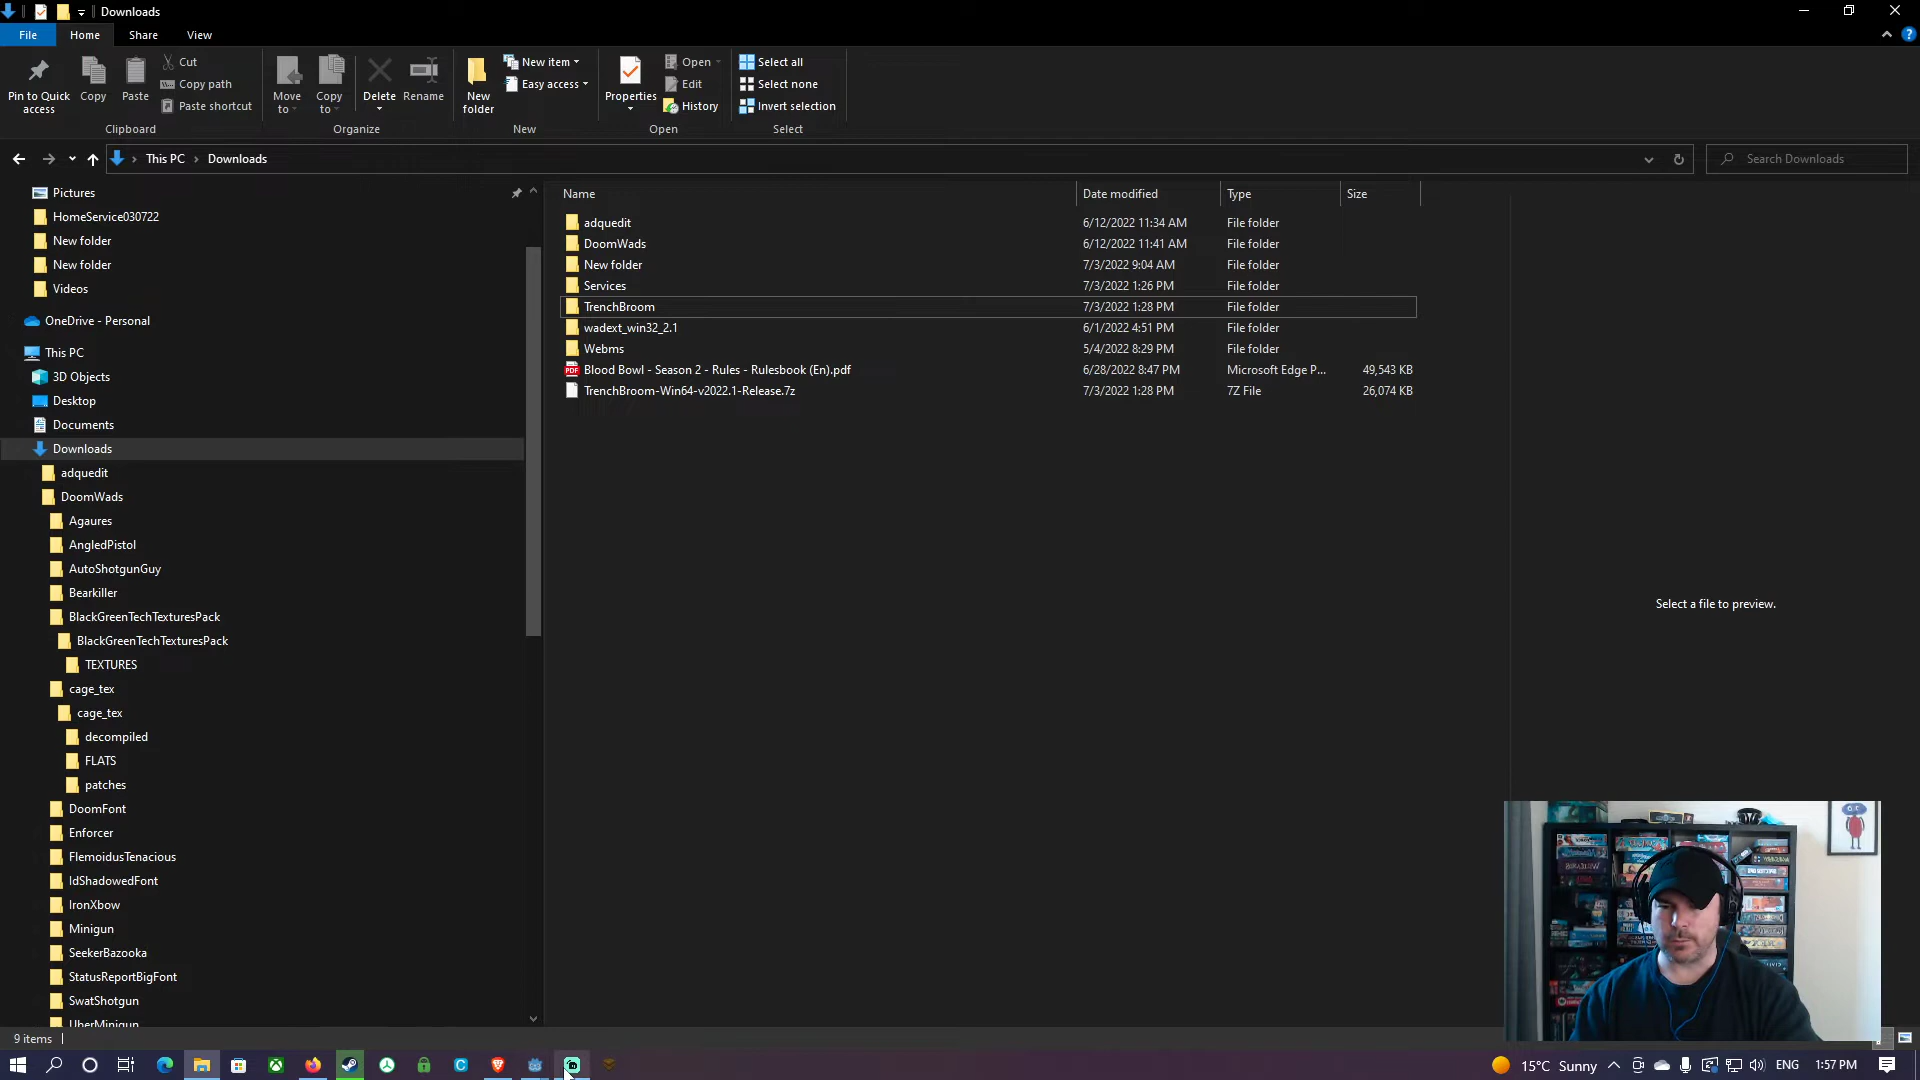 Downloads
File
Home
Share
View
Pin to Quick access
Copy
Paste
Cut
Copy path
Paste shortcut
Clipboard
Move to
Copy to
Delete
Rename
Organize
New folder
New item
Easy access
New
Properties
Open
Edit
History
Open
Select all
Select none
Invert selection
Select
This PC
Downloads
Search Downloads
Pictures
HomeService030722
New folder
New folder
Videos
OneDrive - Personal
This PC
3D Objects
Desktop
Documents
Downloads
adquedit
DoomWads
Agaures
AngledPistol
AutoShotgunGuy
Bearkiller
BlackGreenTechTexturesPack
BlackGreenTechTexturesPack
TEXTURES
cage_tex
cage_tex
decompiled
FLATS
patches
DoomFont
Enforcer
FlemoidusTenacious
IdShadowedFont
IronXbow
Minigun
SeekerBazooka
StatusReportBigFont
SwatShotgun
UberMinigun
Name Date modified Type Size
adquedit 6/12/2022 11:34 AM File folder
DoomWads 6/12/2022 11:41 AM File folder
New folder 7/3/2022 9:04 AM File folder
Services 7/3/2022 1:26 PM File folder
TrenchBroom 7/3/2022 1:28 PM File folder
wadext_win32_2.1 6/1/2022 4:51 PM File folder
Webms 5/4/2022 8:29 PM File folder
Blood Bowl - Season 2 - Rules - Rulesbook (En).pdf 6/28/2022 8:47 PM Microsoft Edge P... 49,543 KB
TrenchBroom-Win64-v2022.1-Release.7z 7/3/2022 1:28 PM 7Z File 26,074 KB
Select a file to preview.
9 items
15°C Sunny
ENG
1:57 PM